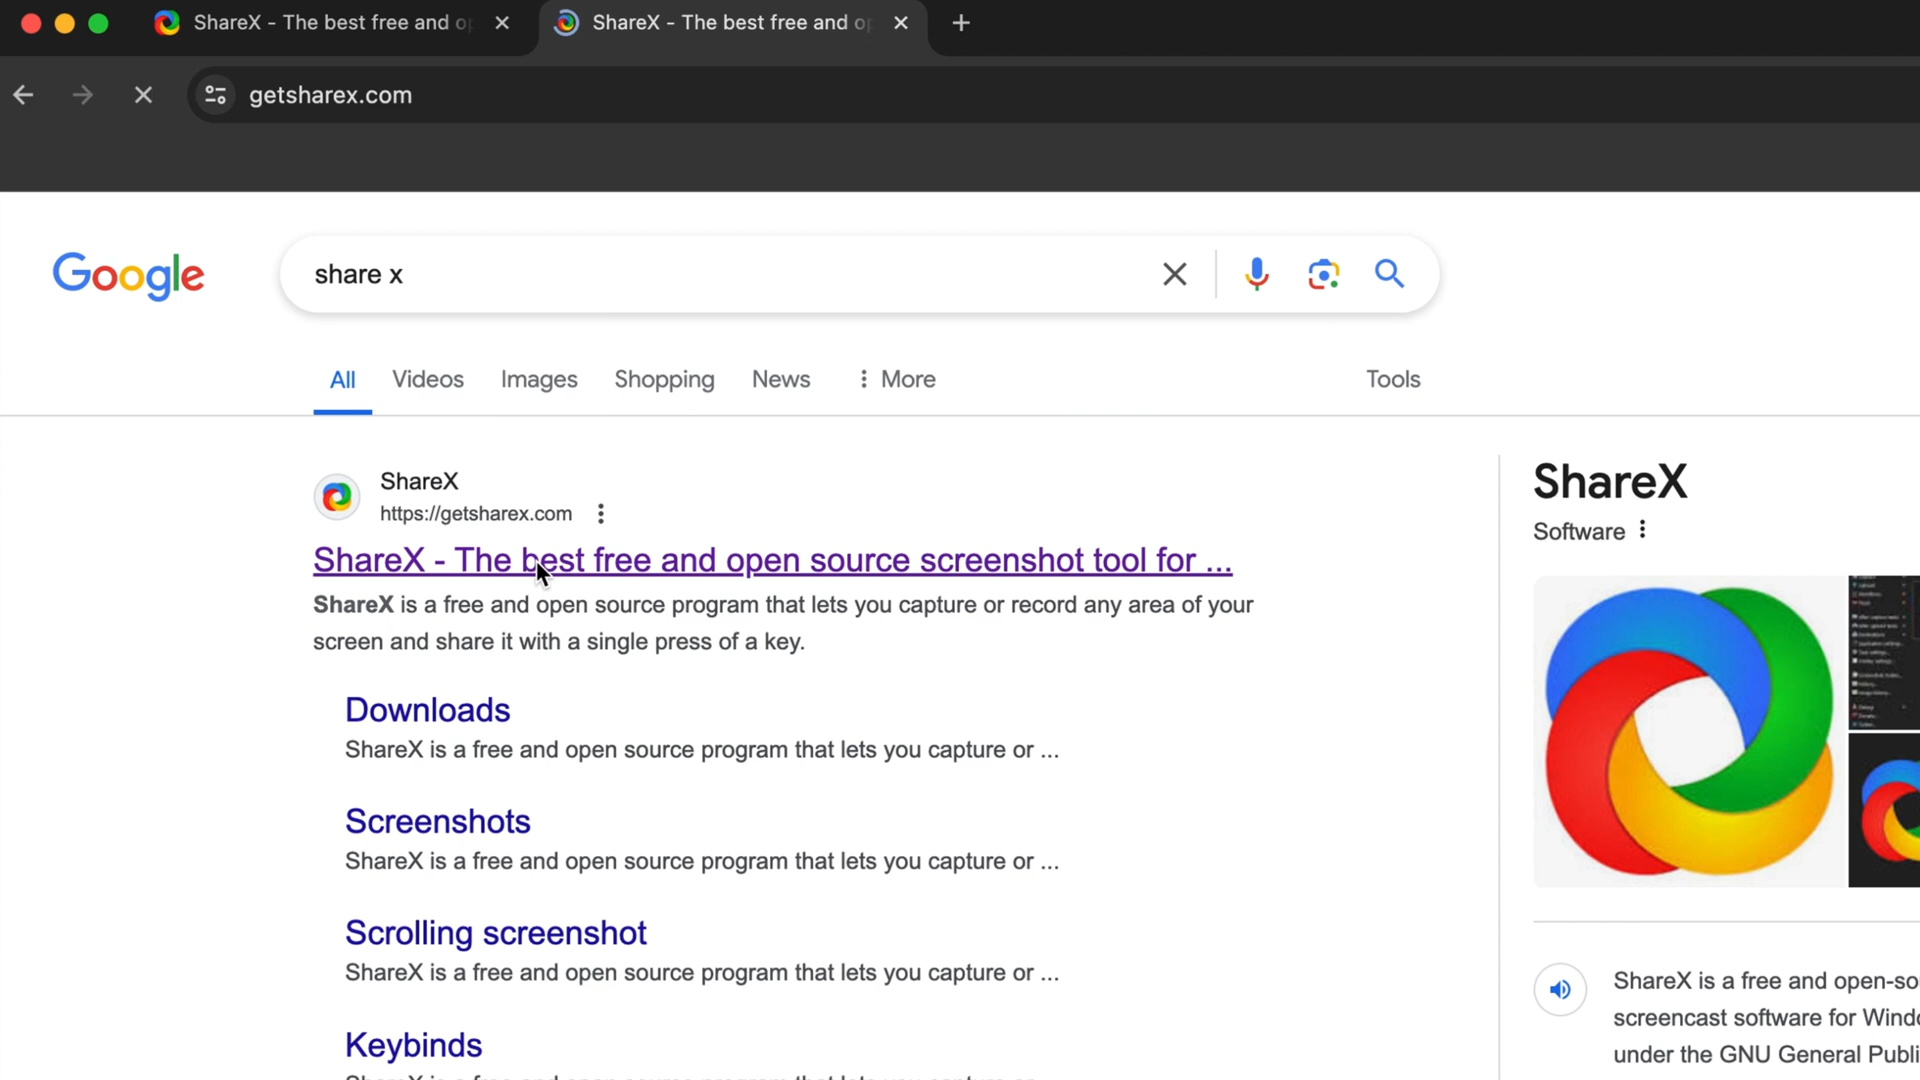 ShareX - The best free and op
ShareX - The best free and op
getsharex.com
Google
share x
All Videos Images Shopping News More Tools
ShareX
https://getsharex.com
ShareX - The best free and open source screenshot tool for ...
ShareX is a free and open source program that lets you capture or record any area of your
screen and share it with a single press of a key.
Downloads
ShareX is a free and open source program that lets you capture or ...
Screenshots
ShareX is a free and open source program that lets you capture or ...
Scrolling screenshot
ShareX is a free and open source program that lets you capture or ...
Keybinds
ShareX
Software
ShareX is a free and open-so
screencast software for Windo
under the GNU General Publi